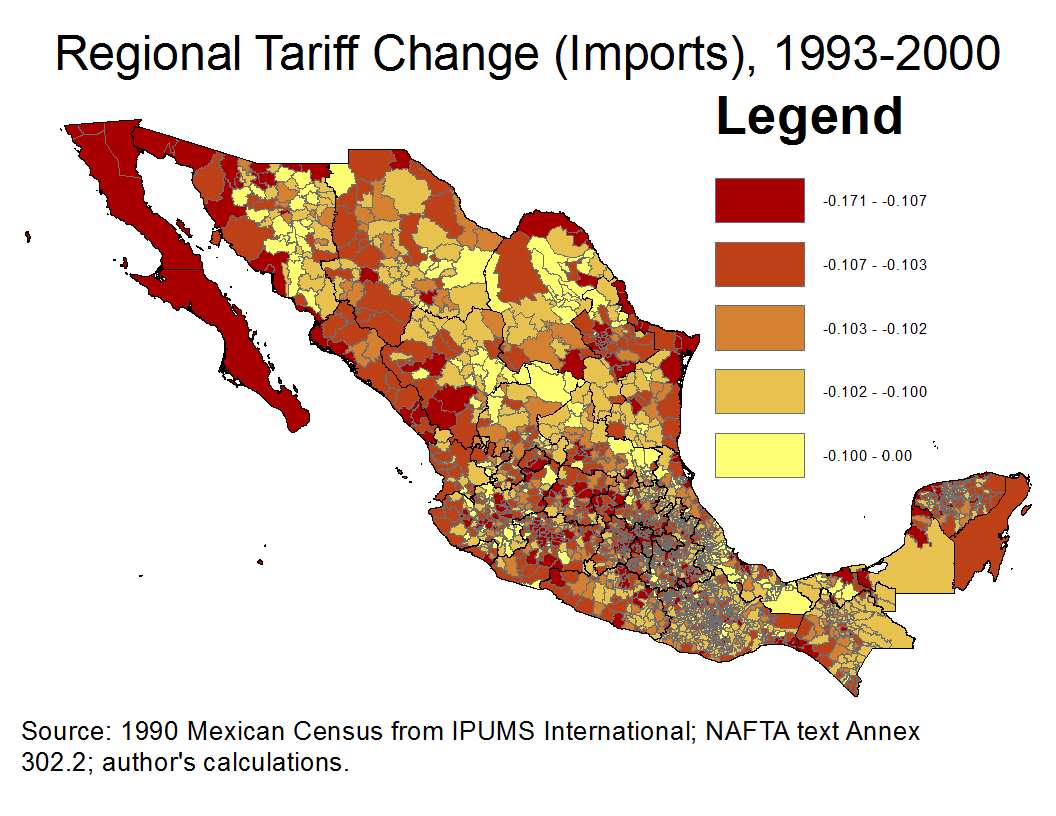 Regional Tariff Change (Imports), 1993-2000
Legend
-0.171 - -0.107
-0.107 - -0.103
-0.103 - -0.102
-0.102 - -0.100
-0.100 - 0.00
Source: 1990 Mexican Census from IPUMS International; NAFTA text Annex
302.2; author's calculations.